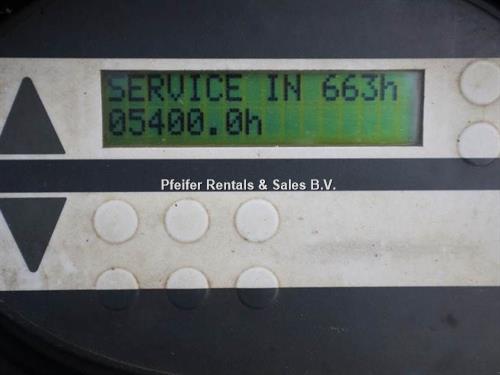 SERVICE IN 663h
05400.0h
Pfeifer Rentals & Sales B.V.